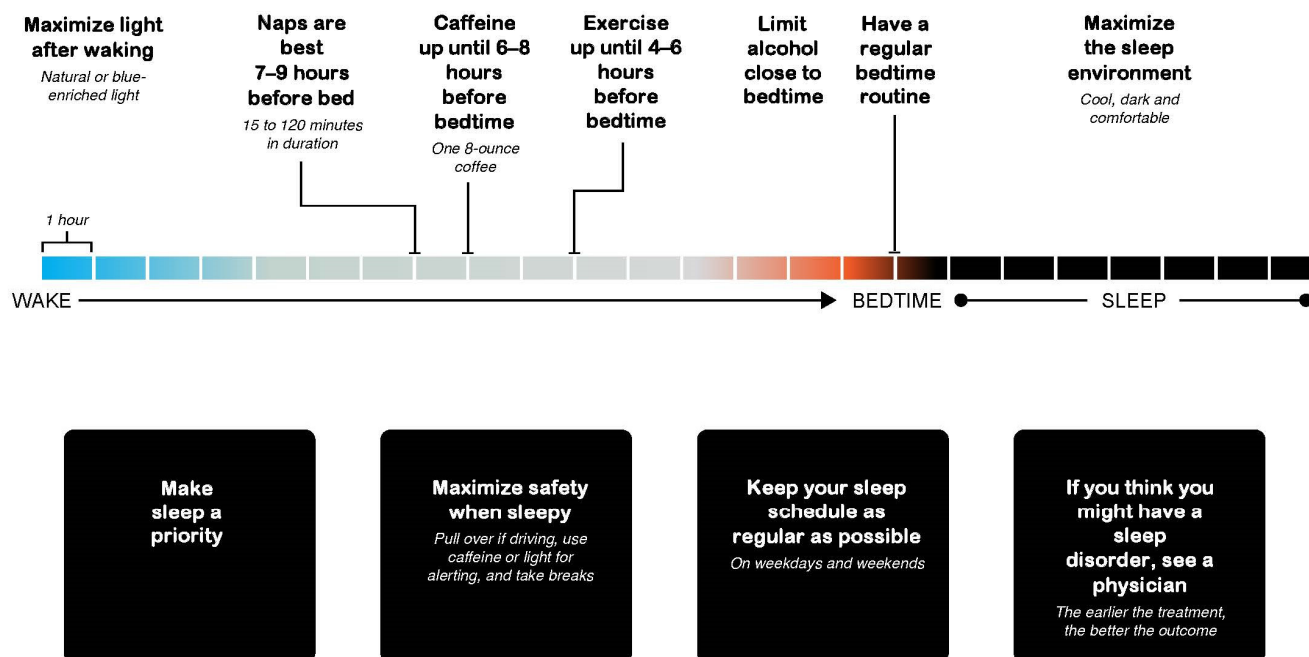 Maximize light
after waking
Natural or blue-
enriched light
Naps are
best
7–9 hours
before bed
15 to 120 minutes
in duration
Caffeine
up until 6–8
hours
before
bedtime
One 8-ounce
coffee
Exercise
up until 4–6
hours
before
bedtime
Limit
alcohol
close to
bedtime
Have a
regular
bedtime
routine
Maximize
the sleep
environment
Cool, dark and
comfortable
1 hour
WAKE
BEDTIME
SLEEP
Make
sleep a
priority
Maximize safety
when sleepy
Pull over if driving, use
caffeine or light for
alerting, and take breaks
Keep your sleep
schedule as
regular as possible
On weekdays and weekends
If you think you
might have a
sleep
disorder, see a
physician
The earlier the treatment,
the better the outcome